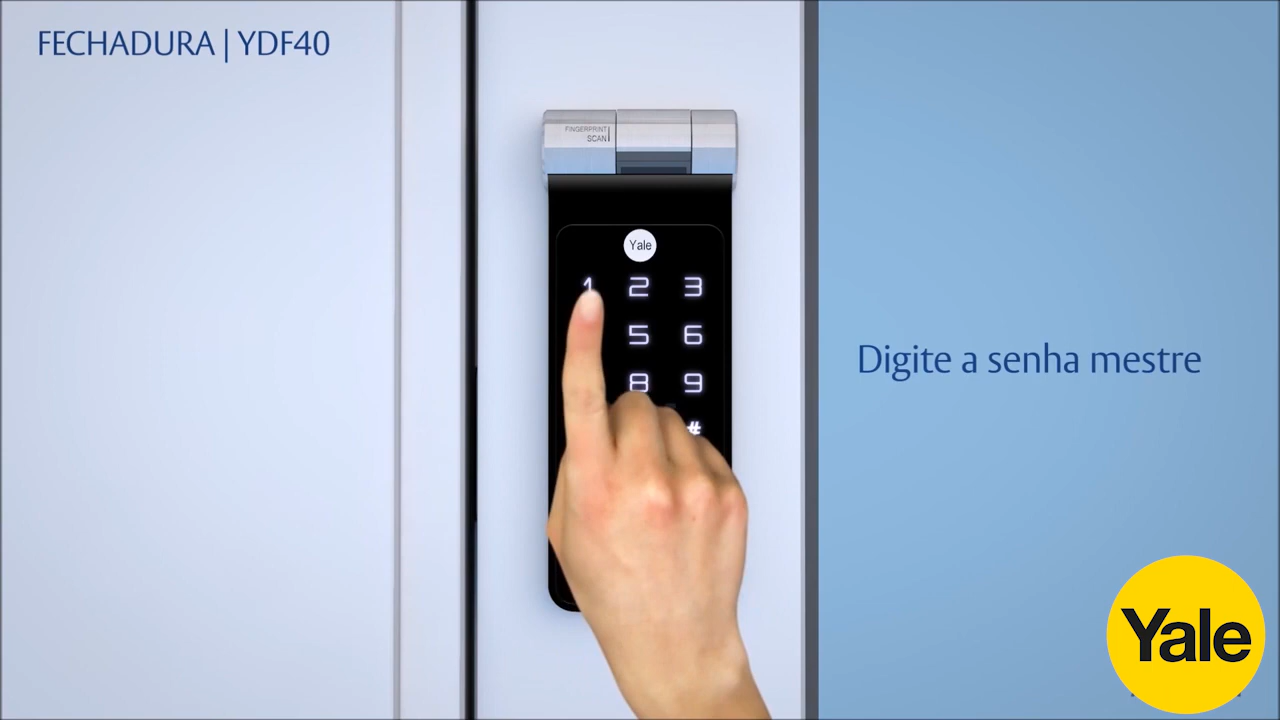 FECHADURA | YDF40
FINGERPRINT
SCAN
Yale
1 2 3
5 6
8 9
#
Digite a senha mestre
Yale